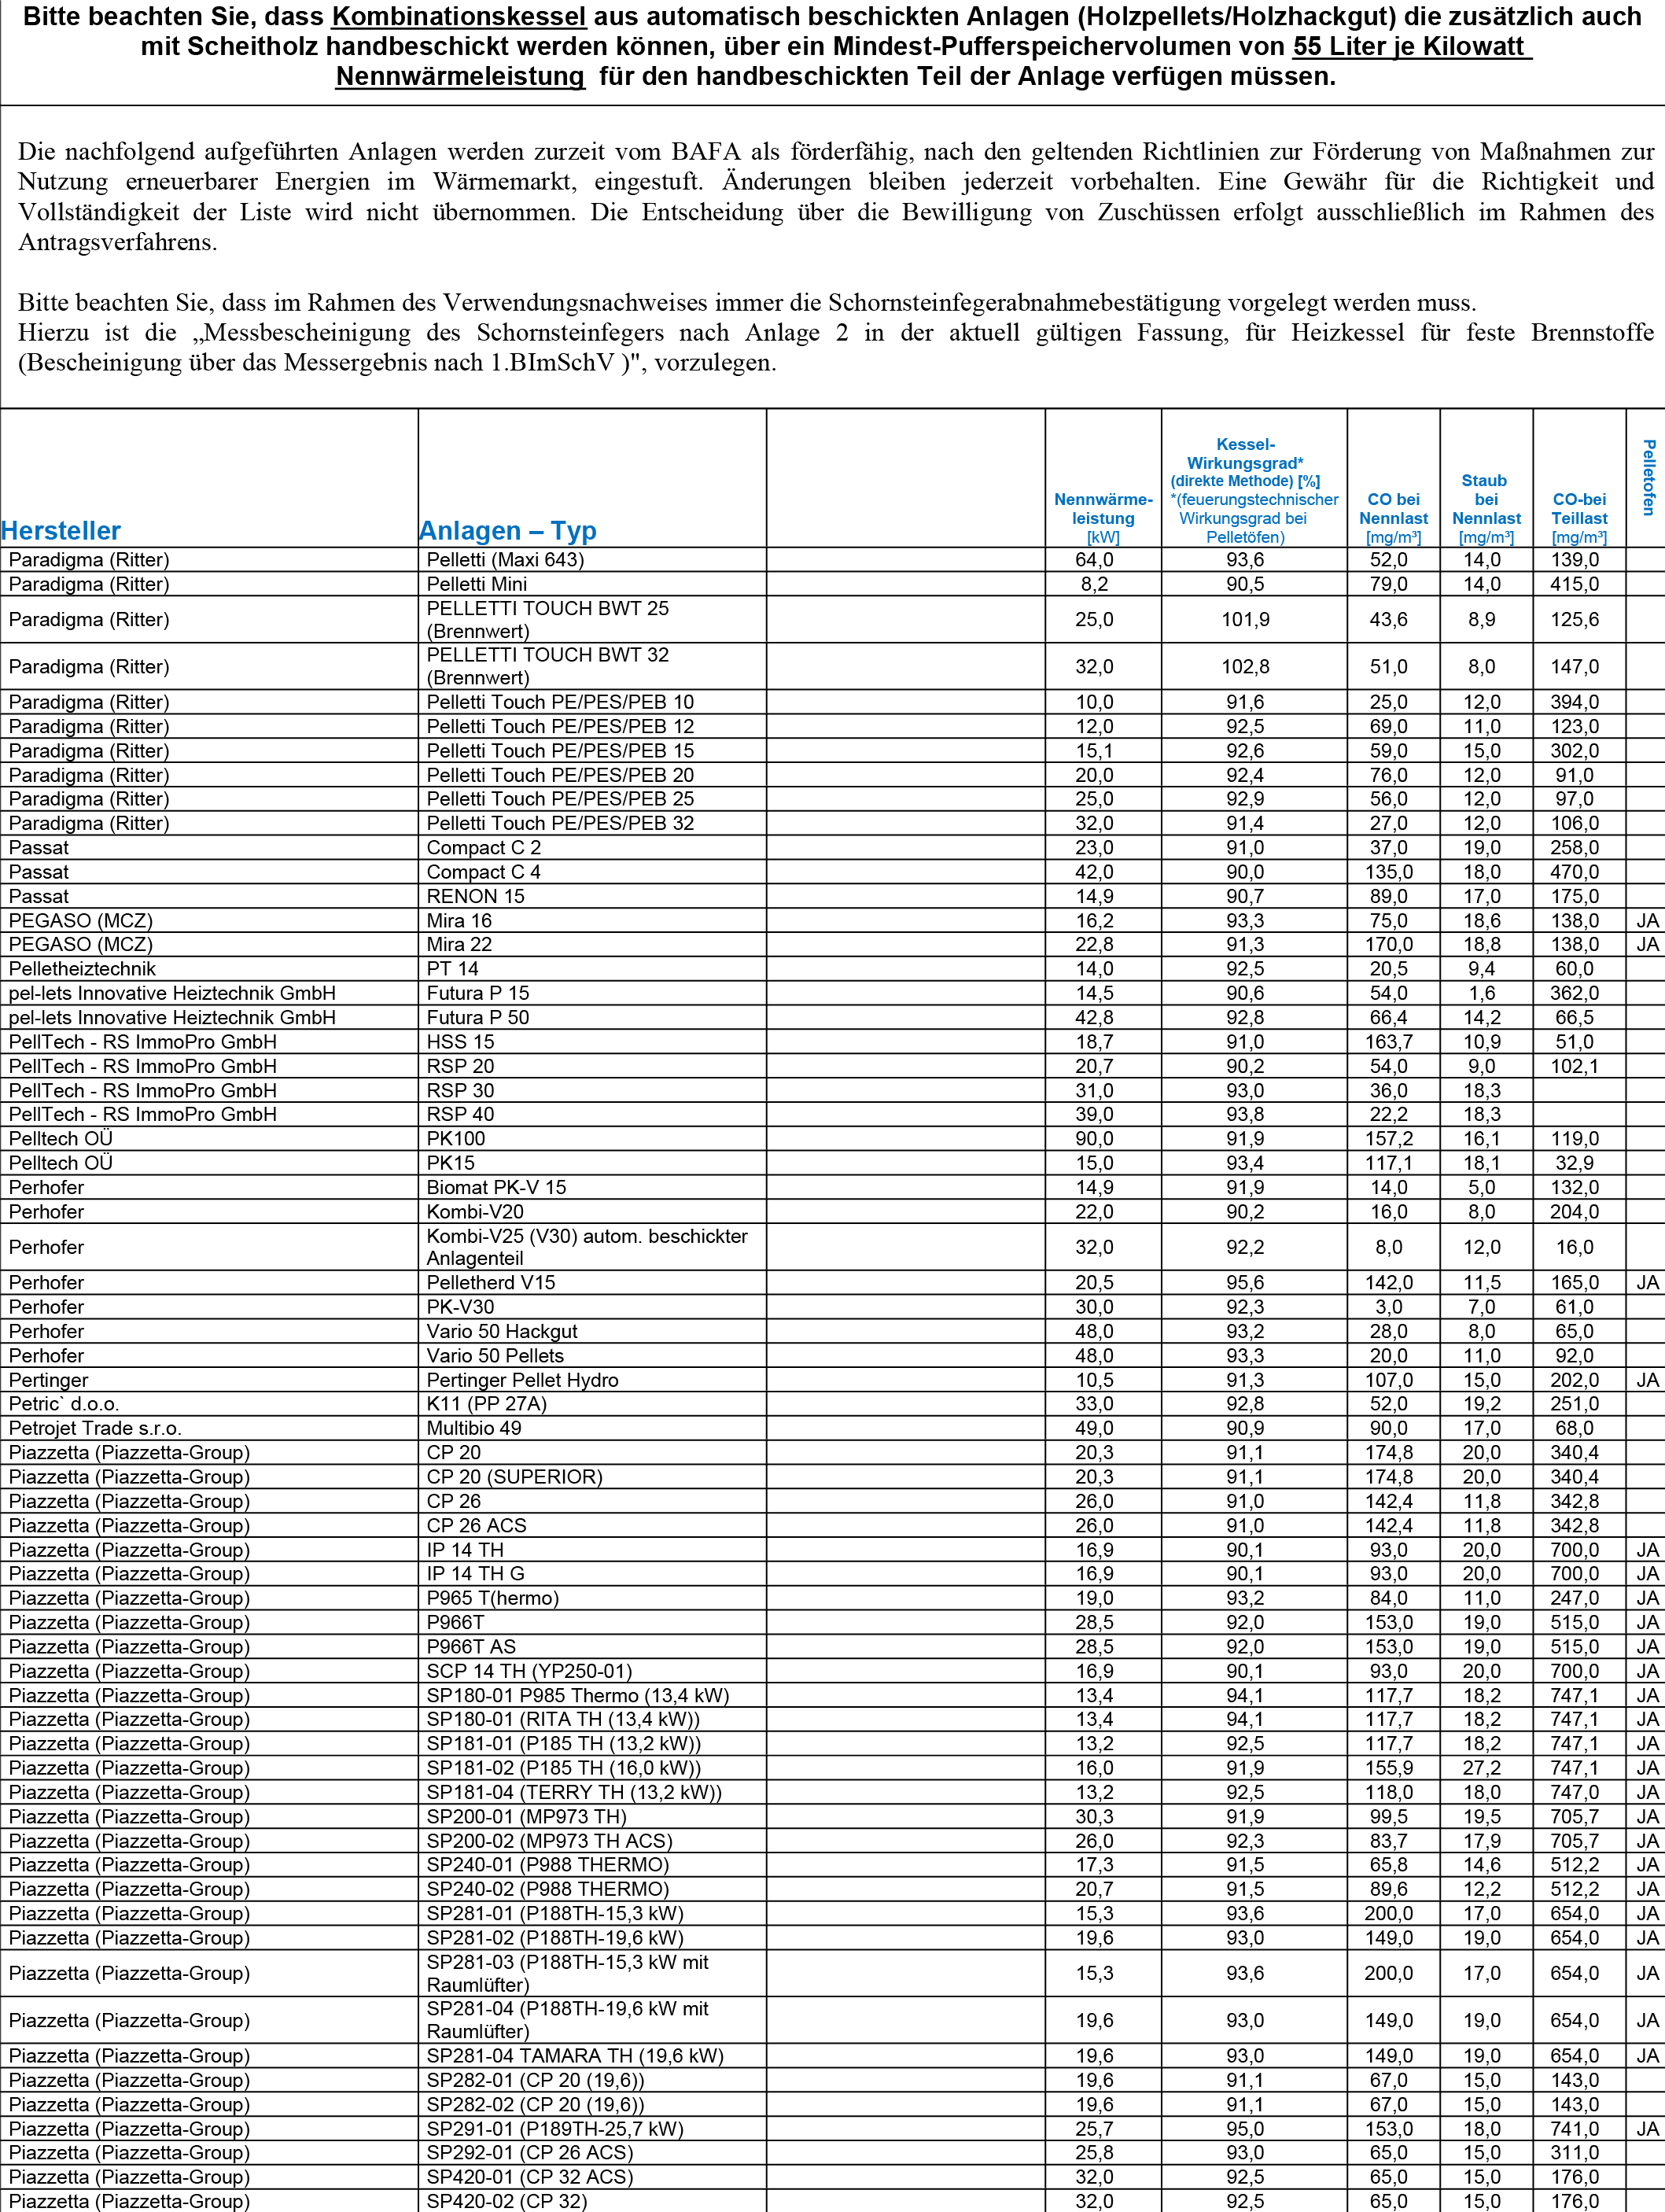 Bitte beachten Sie, dass Kombinationskessel aus automatisch beschickten Anlagen (Holzpellets/Holzhackgut) die zusätzlich auch
mit Scheitholz handbeschickt werden können, über ein Mindest-Pufferspeichervolumen von 55 Liter je Kilowatt
Nennwärmeleistung für den handbeschickten Teil der Anlage verfügen müssen.
Die nachfolgend aufgeführten Anlagen werden zurzeit vom BAFA als förderfähig, nach den geltenden Richtlinien zur Förderung von Maßnahmen zur
Nutzung erneuerbarer Energien im Wärmemarkt, eingestuft. Änderungen bleiben jederzeit vorbehalten. Eine Gewähr für die Richtigkeit und
Vollständigkeit der Liste wird nicht übernommen. Die Entscheidung über die Bewilligung von Zuschüssen erfolgt ausschließlich im Rahmen des
Antragsverfahrens.
Bitte beachten Sie, dass im Rahmen des Verwendungsnachweises immer die Schornsteinfegerabnahmebestätigung vorgelegt werden muss.
Hierzu ist die „Messbescheinigung des Schornsteinfegers nach Anlage 2 in der aktuell gültigen Fassung, für Heizkessel für feste Brennstoffe
(Bescheinigung über das Messergebnis nach 1.BImSchV )", vorzulegen.
Hersteller
Anlagen – Typ
Nennwärme-
leistung
[kW]
Kessel-
Wirkungsgrad*
(direkte Methode) [%]
*(feuerungstechnischer
Wirkungsgrad bei
Pelletöfen)
CO bei
Nennlast
[mg/m³]
Staub
bei
Nennlast
[mg/m³]
CO-bei
Teillast
[mg/m³]
Pelletofen
Paradigma (Ritter) Pelletti (Maxi 643) 64,0 93,6 52,0 14,0 139,0
Paradigma (Ritter) Pelletti Mini 8,2 90,5 79,0 14,0 415,0
Paradigma (Ritter) PELLETTI TOUCH BWT 25
(Brennwert) 25,0 101,9 43,6 8,9 125,6
Paradigma (Ritter) PELLETTI TOUCH BWT 32
(Brennwert) 32,0 102,8 51,0 8,0 147,0
Paradigma (Ritter) Pelletti Touch PE/PES/PEB 10 10,0 91,6 25,0 12,0 394,0
Paradigma (Ritter) Pelletti Touch PE/PES/PEB 12 12,0 92,5 69,0 11,0 123,0
Paradigma (Ritter) Pelletti Touch PE/PES/PEB 15 15,1 92,6 59,0 15,0 302,0
Paradigma (Ritter) Pelletti Touch PE/PES/PEB 20 20,0 92,4 76,0 12,0 91,0
Paradigma (Ritter) Pelletti Touch PE/PES/PEB 25 25,0 92,9 56,0 12,0 97,0
Paradigma (Ritter) Pelletti Touch PE/PES/PEB 32 32,0 91,4 27,0 12,0 106,0
Passat Compact C 2 23,0 91,0 37,0 19,0 258,0
Passat Compact C 4 42,0 90,0 135,0 18,0 470,0
Passat RENON 15 14,9 90,7 89,0 17,0 175,0
PEGASO (MCZ) Mira 16 16,2 93,3 75,0 18,6 138,0 JA
PEGASO (MCZ) Mira 22 22,8 91,3 170,0 18,8 138,0 JA
Pelletheiztechnik PT 14 14,0 92,5 20,5 9,4 60,0
pel-lets Innovative Heiztechnik GmbH Futura P 15 14,5 90,6 54,0 1,6 362,0
pel-lets Innovative Heiztechnik GmbH Futura P 50 42,8 92,8 66,4 14,2 66,5
PellTech - RS ImmoPro GmbH HSS 15 18,7 91,0 163,7 10,9 51,0
PellTech - RS ImmoPro GmbH RSP 20 20,7 90,2 54,0 9,0 102,1
PellTech - RS ImmoPro GmbH RSP 30 31,0 93,0 36,0 18,3
PellTech - RS ImmoPro GmbH RSP 40 39,0 93,8 22,2 18,3
Pelltech OÜ PK100 90,0 91,9 157,2 16,1 119,0
Pelltech OÜ PK15 15,0 93,4 117,1 18,1 32,9
Perhofer Biomat PK-V 15 14,9 91,9 14,0 5,0 132,0
Perhofer Kombi-V20 22,0 90,2 16,0 8,0 204,0
Perhofer Kombi-V25 (V30) autom. beschickter
Anlagenteil 32,0 92,2 8,0 12,0 16,0
Perhofer Pelletherd V15 20,5 95,6 142,0 11,5 165,0 JA
Perhofer PK-V30 30,0 92,3 3,0 7,0 61,0
Perhofer Vario 50 Hackgut 48,0 93,2 28,0 8,0 65,0
Perhofer Vario 50 Pellets 48,0 93,3 20,0 11,0 92,0
Pertinger Pertinger Pellet Hydro 10,5 91,3 107,0 15,0 202,0 JA
Petric` d.o.o. K11 (PP 27A) 33,0 92,8 52,0 19,2 251,0
Petrojet Trade s.r.o. Multibio 49 49,0 90,9 90,0 17,0 68,0
Piazzetta (Piazzetta-Group) CP 20 20,3 91,1 174,8 20,0 340,4
Piazzetta (Piazzetta-Group) CP 20 (SUPERIOR) 20,3 91,1 174,8 20,0 340,4
Piazzetta (Piazzetta-Group) CP 26 26,0 91,0 142,4 11,8 342,8
Piazzetta (Piazzetta-Group) CP 26 ACS 26,0 91,0 142,4 11,8 342,8
Piazzetta (Piazzetta-Group) IP 14 TH 16,9 90,1 93,0 20,0 700,0 JA
Piazzetta (Piazzetta-Group) IP 14 TH G 16,9 90,1 93,0 20,0 700,0 JA
Piazzetta (Piazzetta-Group) P965 T(hermo) 19,0 93,2 84,0 11,0 247,0 JA
Piazzetta (Piazzetta-Group) P966T 28,5 92,0 153,0 19,0 515,0 JA
Piazzetta (Piazzetta-Group) P966T AS 28,5 92,0 153,0 19,0 515,0 JA
Piazzetta (Piazzetta-Group) SCP 14 TH (YP250-01) 16,9 90,1 93,0 20,0 700,0 JA
Piazzetta (Piazzetta-Group) SP180-01 P985 Thermo (13,4 kW) 13,4 94,1 117,7 18,2 747,1 JA
Piazzetta (Piazzetta-Group) SP180-01 (RITA TH (13,4 kW)) 13,4 94,1 117,7 18,2 747,1 JA
Piazzetta (Piazzetta-Group) SP181-01 (P185 TH (13,2 kW)) 13,2 92,5 117,7 18,2 747,1 JA
Piazzetta (Piazzetta-Group) SP181-02 (P185 TH (16,0 kW)) 16,0 91,9 155,9 27,2 747,1 JA
Piazzetta (Piazzetta-Group) SP181-04 (TERRY TH (13,2 kW)) 13,2 92,5 118,0 18,0 747,0 JA
Piazzetta (Piazzetta-Group) SP200-01 (MP973 TH) 30,3 91,9 99,5 19,5 705,7 JA
Piazzetta (Piazzetta-Group) SP200-02 (MP973 TH ACS) 26,0 92,3 83,7 17,9 705,7 JA
Piazzetta (Piazzetta-Group) SP240-01 (P988 THERMO) 17,3 91,5 65,8 14,6 512,2 JA
Piazzetta (Piazzetta-Group) SP240-02 (P988 THERMO) 20,7 91,5 89,6 12,2 512,2 JA
Piazzetta (Piazzetta-Group) SP281-01 (P188TH-15,3 kW) 15,3 93,6 200,0 17,0 654,0 JA
Piazzetta (Piazzetta-Group) SP281-02 (P188TH-19,6 kW) 19,6 93,0 149,0 19,0 654,0 JA
Piazzetta (Piazzetta-Group) SP281-03 (P188TH-15,3 kW mit
Raumlüfter) 15,3 93,6 200,0 17,0 654,0 JA
Piazzetta (Piazzetta-Group) SP281-04 (P188TH-19,6 kW mit
Raumlüfter) 19,6 93,0 149,0 19,0 654,0 JA
Piazzetta (Piazzetta-Group) SP281-04 TAMARA TH (19,6 kW) 19,6 93,0 149,0 19,0 654,0 JA
Piazzetta (Piazzetta-Group) SP282-01 (CP 20 (19,6)) 19,6 91,1 67,0 15,0 143,0
Piazzetta (Piazzetta-Group) SP282-02 (CP 20 (19,6)) 19,6 91,1 67,0 15,0 143,0
Piazzetta (Piazzetta-Group) SP291-01 (P189TH-25,7 kW) 25,7 95,0 153,0 18,0 741,0 JA
Piazzetta (Piazzetta-Group) SP292-01 (CP 26 ACS) 25,8 93,0 65,0 15,0 311,0
Piazzetta (Piazzetta-Group) SP420-01 (CP 32 ACS) 32,0 92,5 65,0 15,0 176,0
Piazzetta (Piazzetta-Group) SP420-02 (CP 32) 32,0 92,5 65,0 15,0 176,0